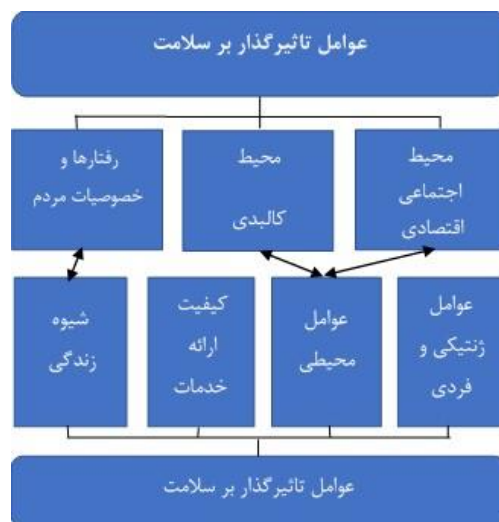 عوامل تاثیرگذار بر سلامت
محیط
اجتماعی
اقتصادی
محیط
کالبدی
رفتارها و
خصوصیات مردم
عوامل
ژنتیکی و
فردی
عوامل
محیطی
کیفیت
ارائه
خدمات
شیوه
زندگی
عوامل تاثیرگذار بر سلامت